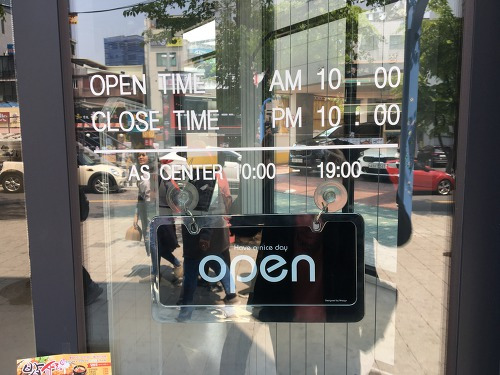 OPEN TIME AM 10 : 00
CLOSE TIME PM 10 : 00
AS CENTER 10:00 19:00
Have a nice day
open